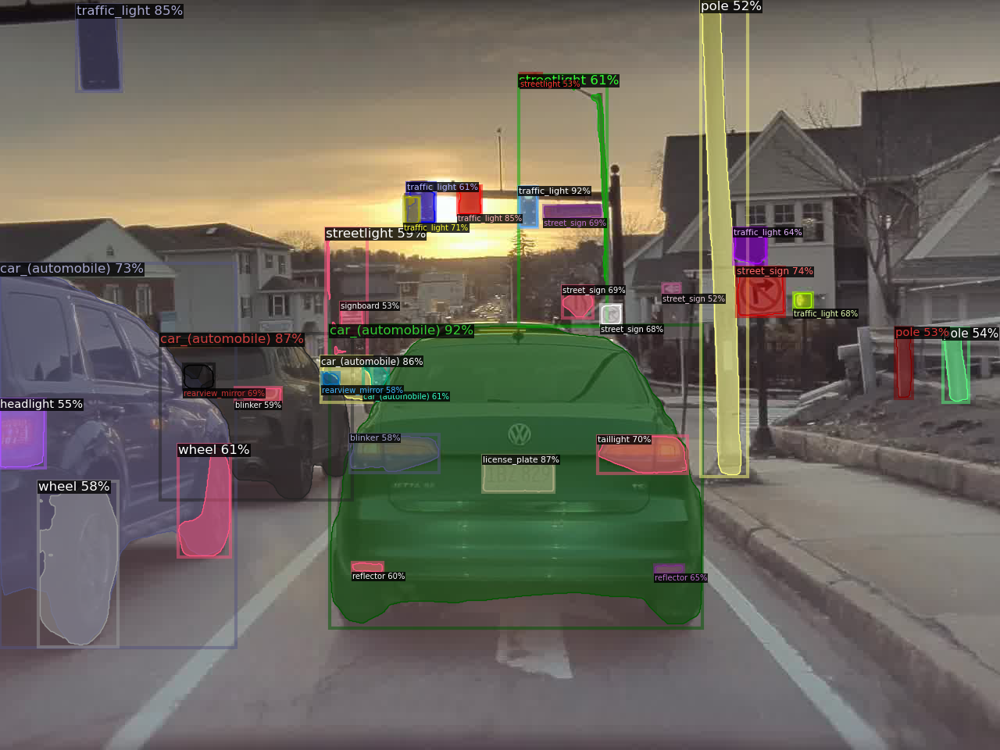 traffic_light 85%
pole 52%
streetlight 61%
streetlight 53%
traffic_light 61%
traffic_light 92%
traffic_light 85%
street_sign 69%
traffic_light 71%
streetlight 59%
traffic_light 64%
car_(automobile) 73%
street_sign 74%
street_sign 69%
street_sign 52%
signboard 53%
traffic_light 68%
street_sign 68%
car_(automobile) 92%
car_(automobile) 87%
pole 53%
ole 54%
car_(automobile) 86%
rearview_mirror 69%
rearview_mirror 58%
car_(automobile) 61%
headlight 55%
blinker 59%
VW
blinker 58%
taillight 70%
wheel 61%
license_plate 87%
JETTA SE
wheel 58%
reflector 60%
reflector 65%